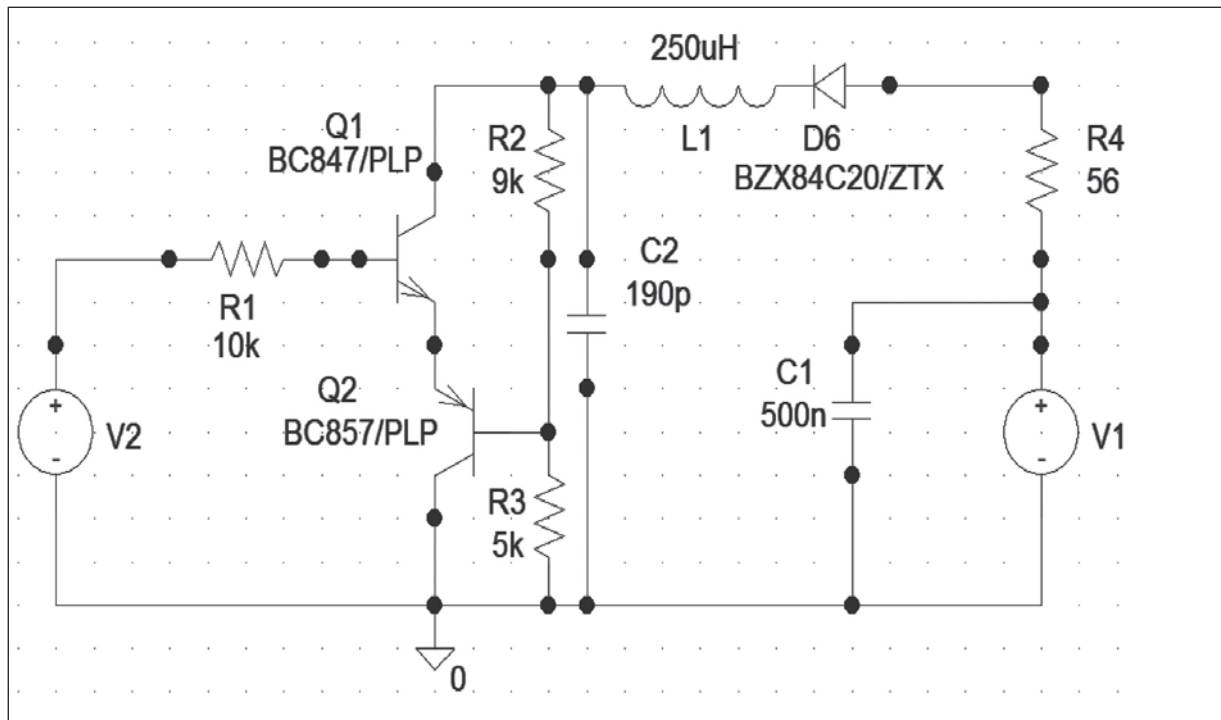 250uH
L1
D6
BZX84C20/ZTX
R4
56
Q1
BC847/PLP
R2
9k
R1
10k
C2
190p
Q2
BC857/PLP
C1
500n
+
-
V2
+
-
V1
R3
5k
0